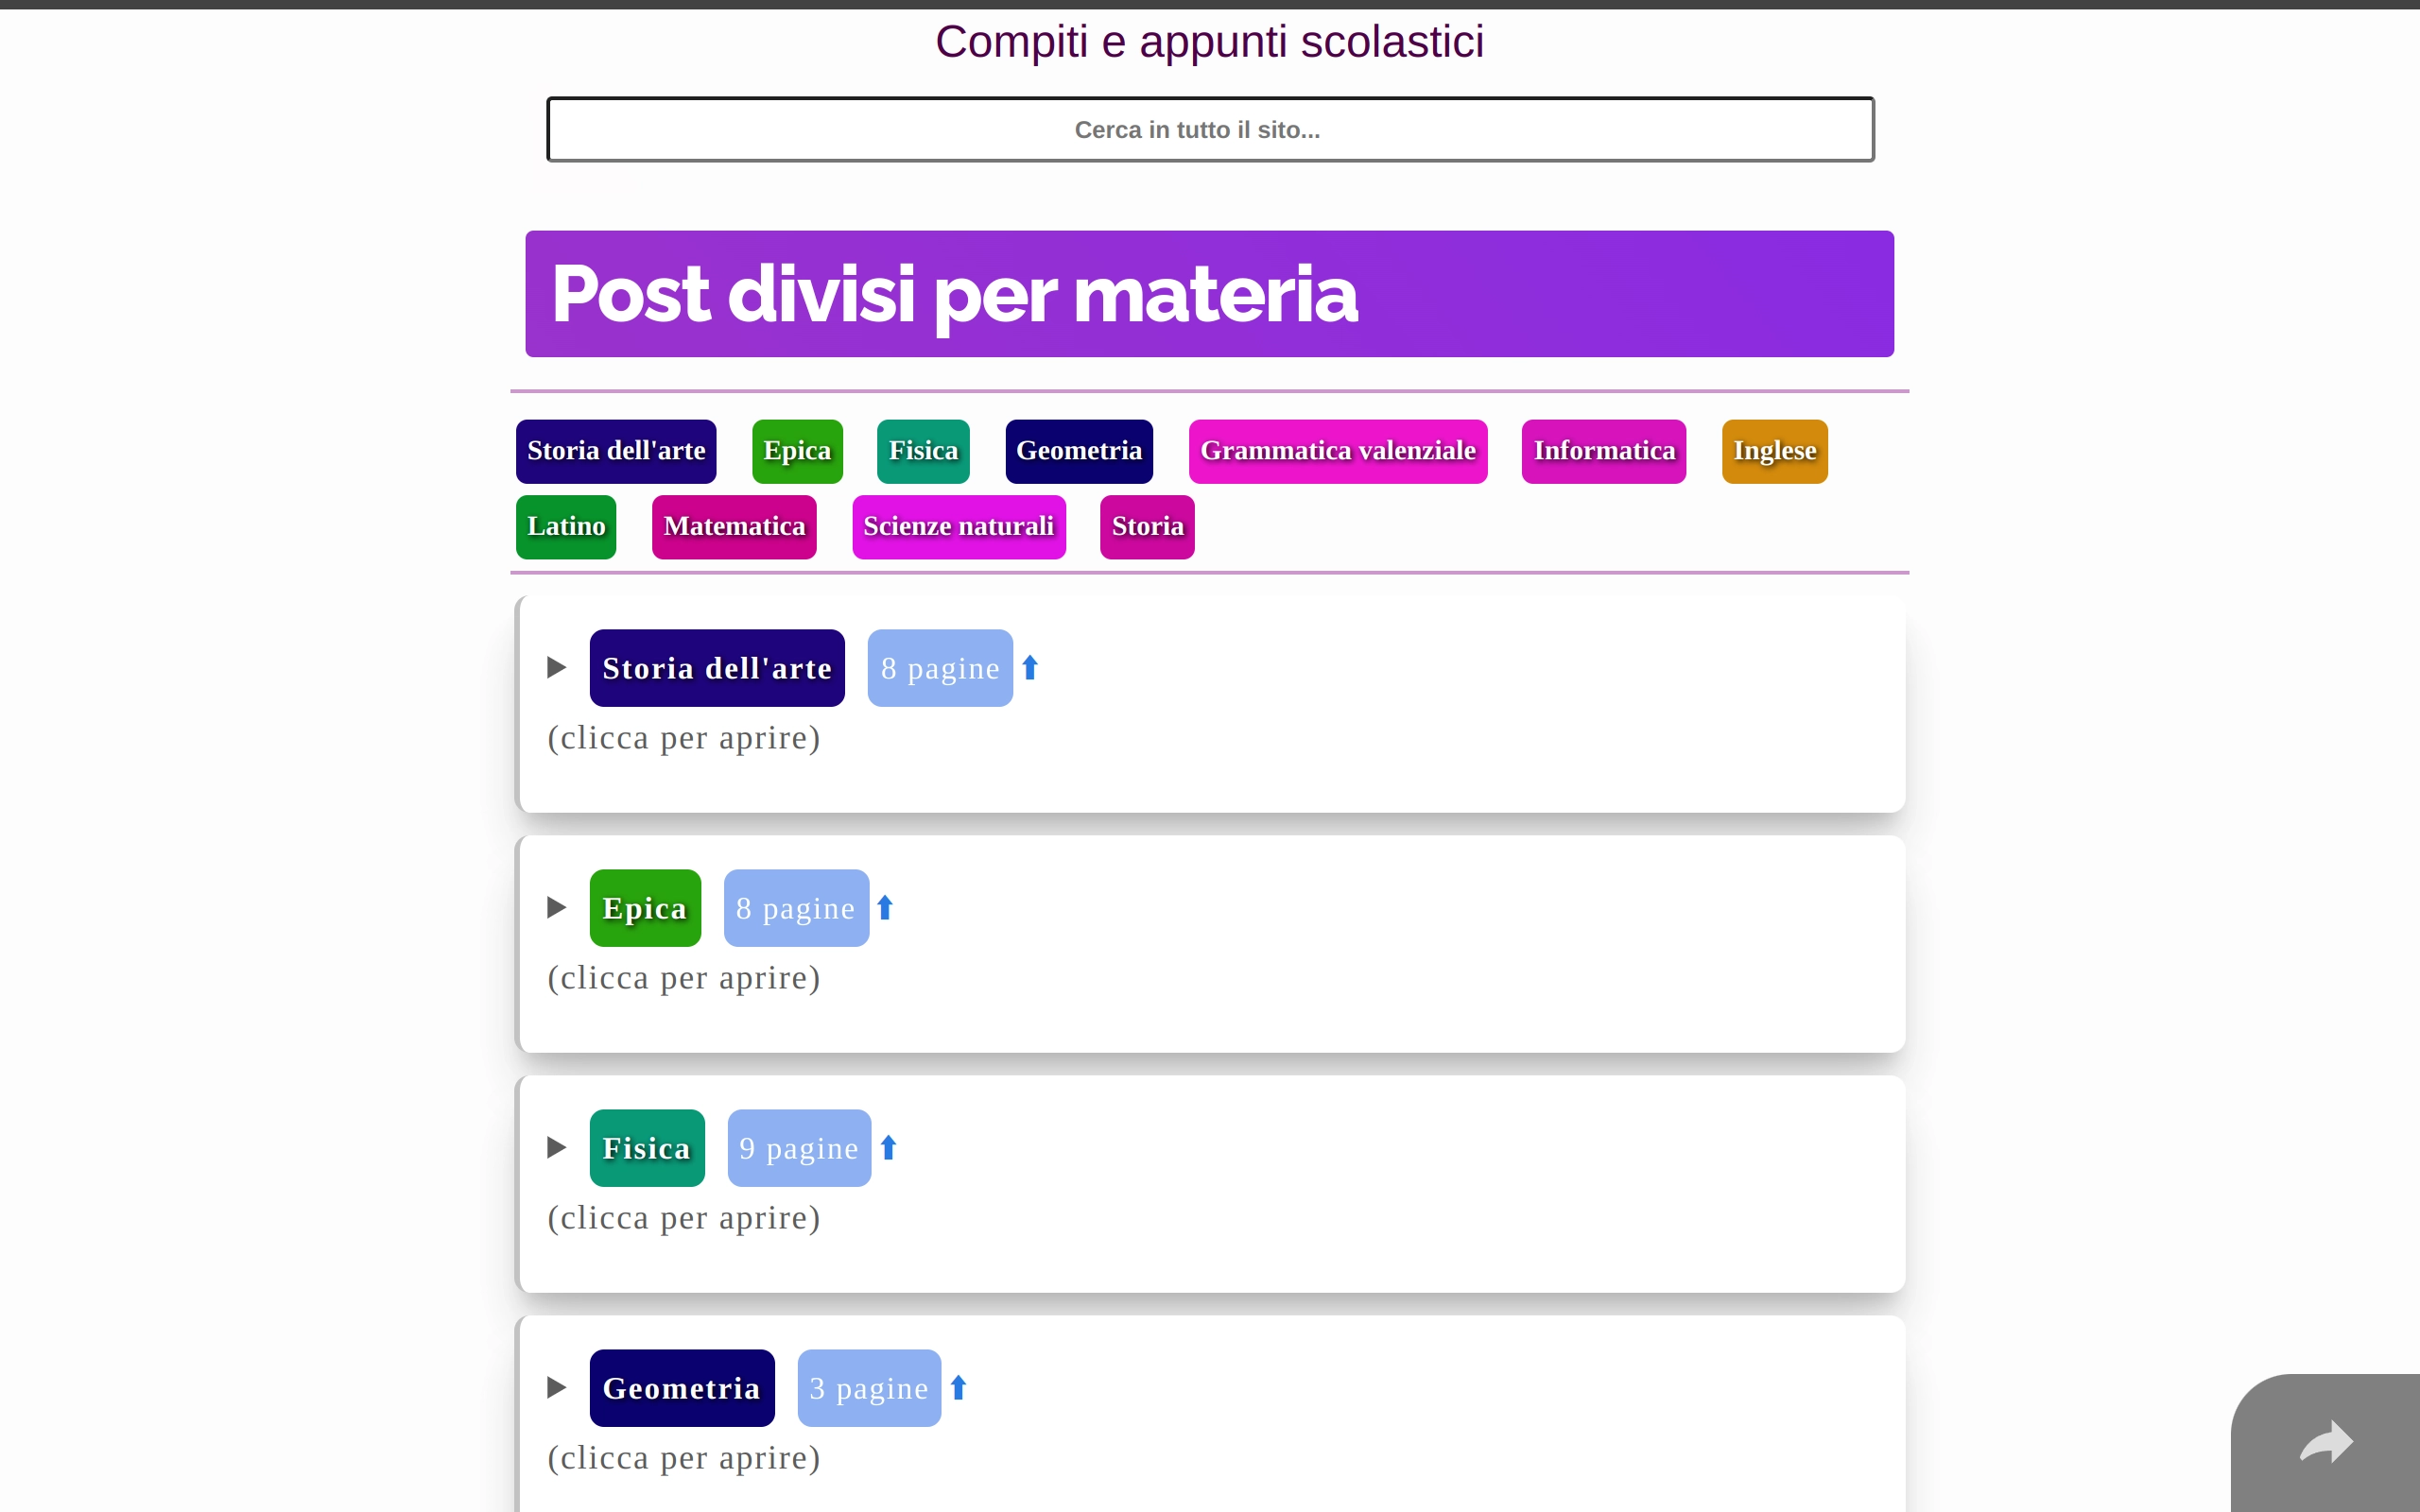 Compiti e appunti scolastici
Cerca in tutto il sito...
Post divisi per materia
Storia dell'arte Epica Fisica Geometria Grammatica valenziale Informatica Inglese
Latino Matematica Scienze naturali Storia
Storia dell'arte 8 pagine
(clicca per aprire)
Epica 8 pagine
(clicca per aprire)
Fisica 9 pagine
(clicca per aprire)
Geometria 3 pagine
(clicca per aprire)